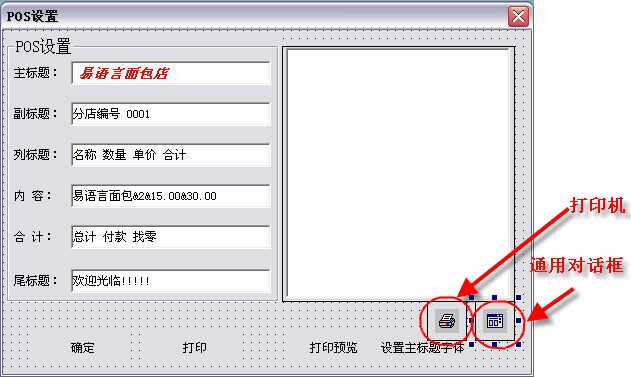 POS设置
POS设置
主标题： 易语言面包店
副标题： 分店编号 0001
列标题： 名称 数量 单价 合计
内 容： 易语言面包&2&15.00&30.00
合 计： 总计 付款 找零
尾标题： 欢迎光临!!!!!
打印机
通用对话框
确定 打印 打印预览 设置主标题字体